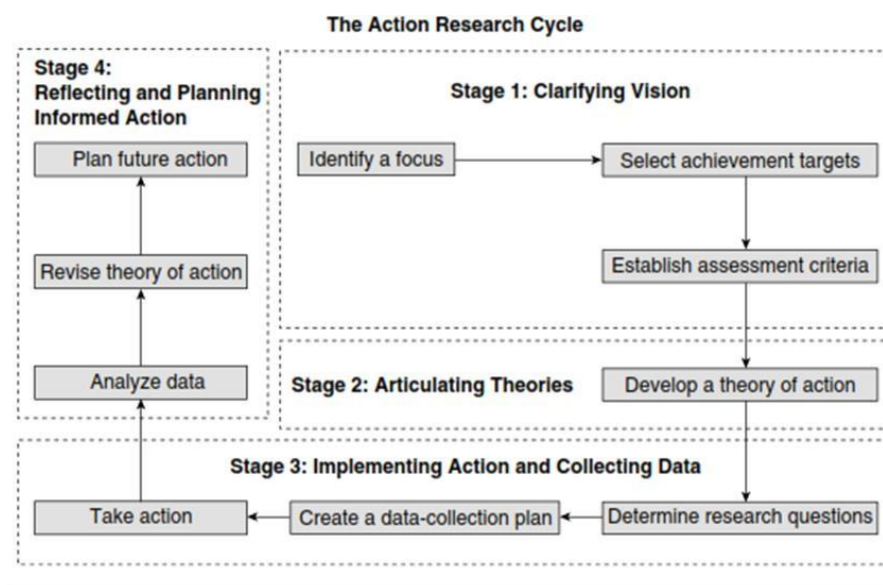 The Action Research Cycle
Stage 4:
Reflecting and Planning
Informed Action
Plan future action
Revise theory of action
Analyze data
Stage 1: Clarifying Vision
Identify a focus
Select achievement targets
Establish assessment criteria
Stage 2: Articulating Theories
Develop a theory of action
Stage 3: Implementing Action and Collecting Data
Take action
Create a data-collection plan
Determine research questions